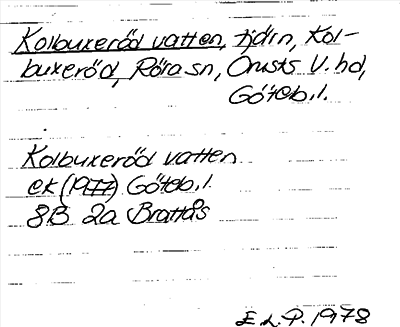 Kolbuxeröd vatten, tjärn, Kol-
buxeröd, Röra sn, Orusts V. hd,
Göteb. l.
Kolbuxeröd vatten
ek (1977) Göteb. l.
8B 2a Brattås
E.L.P. 1978